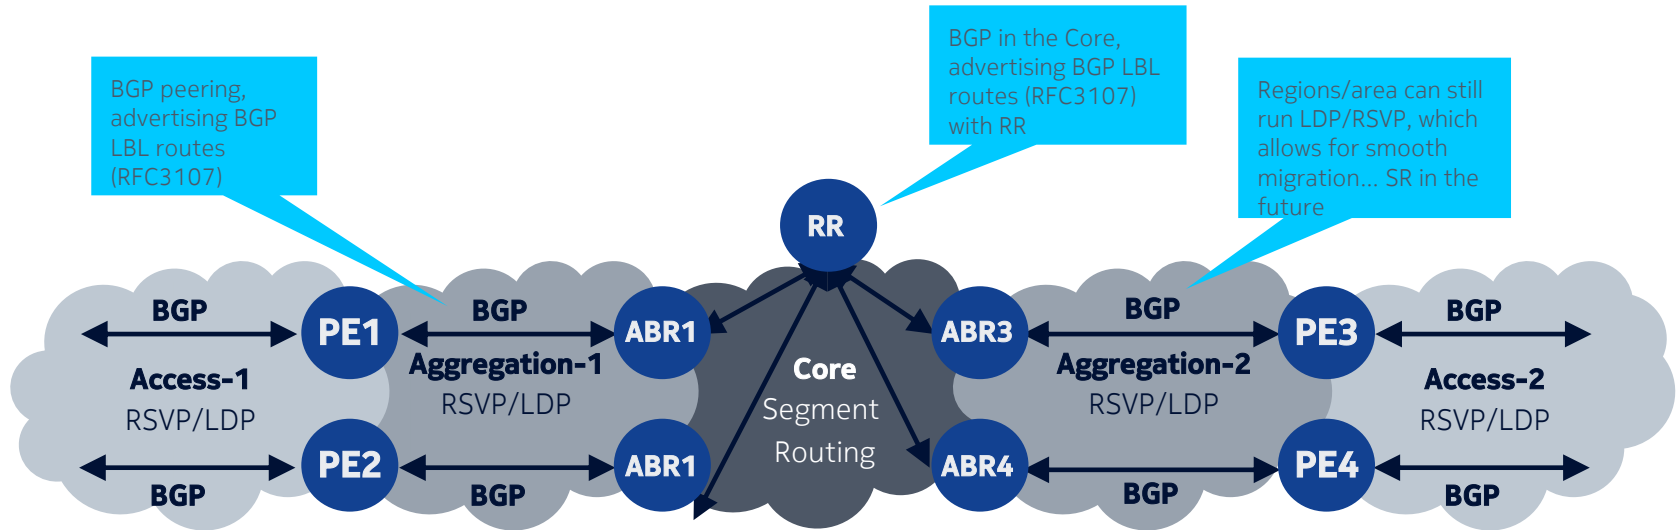 BGP peering,
advertising BGP
LBL routes
(RFC3107)
BGP in the Core,
advertising BGP LBL
routes (RFC3107)
with RR
Regions/area can still
run LDP/RSVP, which
allows for smooth
migration... SR in the
future
RR
BGP
PE1
BGP
ABR1
ABR3
BGP
PE3
BGP
Access-1
RSVP/LDP
Aggregation-1
RSVP/LDP
Core
Segment
Routing
Aggregation-2
RSVP/LDP
Access-2
RSVP/LDP
BGP
PE2
BGP
ABR1
ABR4
BGP
PE4
BGP